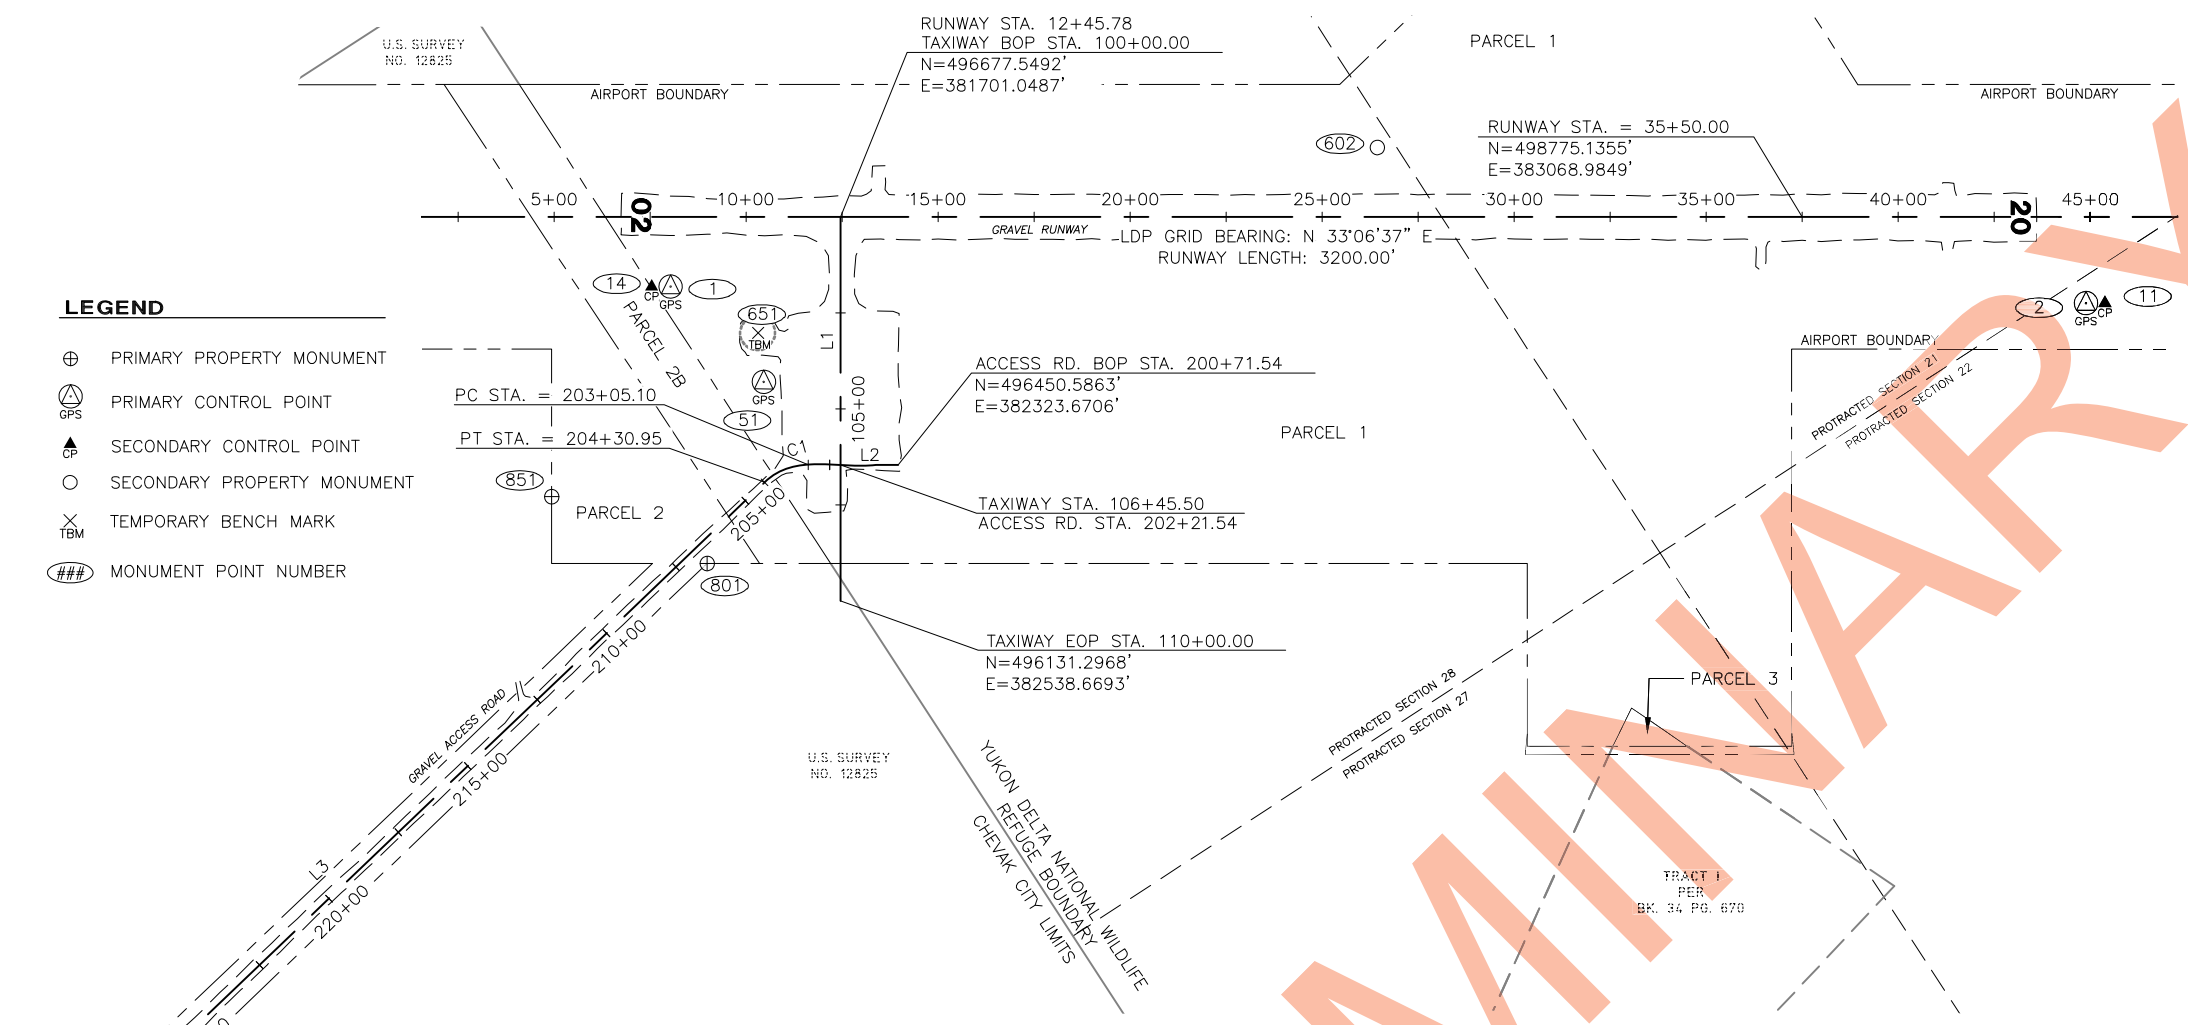 RUNWAY STA. 12+45.78
TAXIWAY BOP STA. 100+00.00
N=496677.5492'
E=381701.0487'
U.S. SURVEY
NO. 12825
PARCEL 1
AIRPORT BOUNDARY
AIRPORT BOUNDARY
RUNWAY STA. = 35+50.00
N=498775.1355'
E=383068.9849'
602
5+00
02
10+00
15+00
20+00
25+00
30+00
35+00
40+00
20
45+00
GRAVEL RUNWAY
LDP GRID BEARING: N 33°06'37" E
RUNWAY LENGTH: 3200.00'
14
CP
GPS
1
2
GPS
CP
11
651
TBM
PARCEL 2B
L1
LEGEND
PRIMARY PROPERTY MONUMENT
GPS
PRIMARY CONTROL POINT
CP
SECONDARY CONTROL POINT
SECONDARY PROPERTY MONUMENT
TBM
TEMPORARY BENCH MARK
###
MONUMENT POINT NUMBER
AIRPORT BOUNDARY
PROTRACTED SECTION 21
PROTRACTED SECTION 22
ACCESS RD. BOP STA. 200+71.54
N=496450.5863'
E=382323.6706'
PC STA. = 203+05.10
GPS
51
105+00
PT STA. = 204+30.95
C1
L2
PARCEL 1
851
PARCEL 2
205+00
TAXIWAY STA. 106+45.50
ACCESS RD. STA. 202+21.54
801
TAXIWAY EOP STA. 110+00.00
N=496131.2968'
E=382538.6693'
210+00
GRAVEL ACCESS ROAD
215+00
L3
220+00
U.S. SURVEY
NO. 12825
YUKON DELTA NATIONAL WILDLIFE
REFUGE BOUNDARY
CHEVAK CITY LIMITS
PROTRACTED SECTION 28
PROTRACTED SECTION 27
PARCEL 3
TRACT I
PER
BK. 34 PG. 670
MINARY